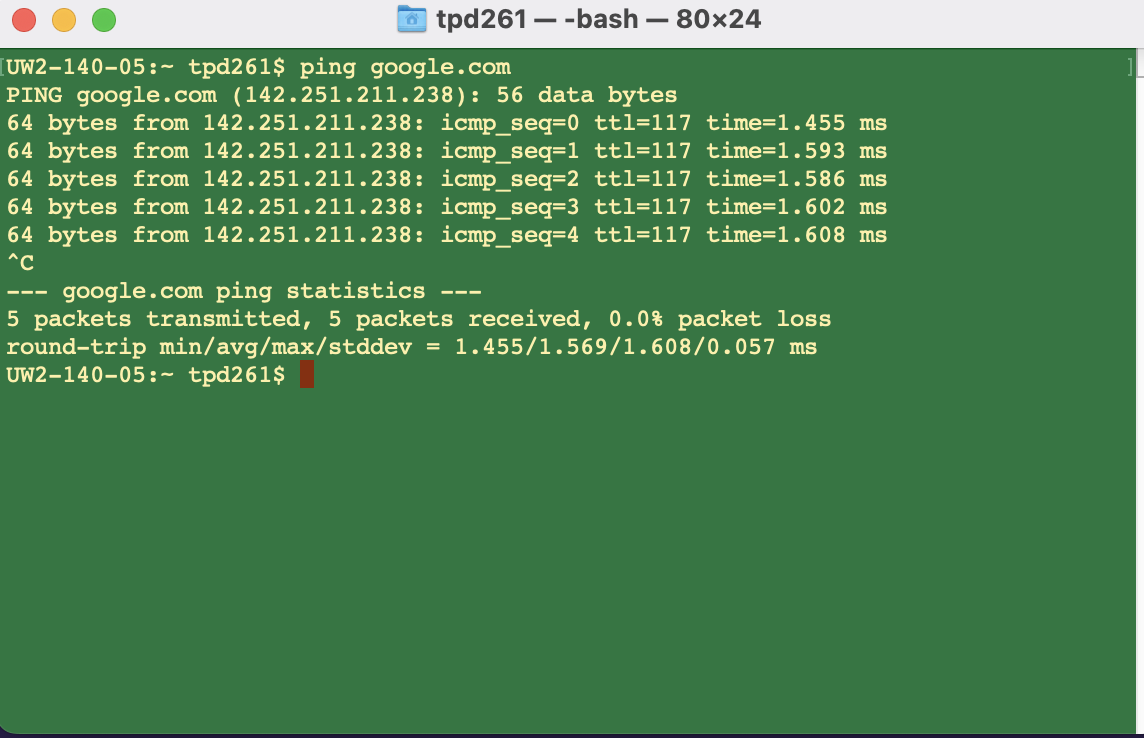 tpd261 — -bash — 80×24
UW2-140-05:~ tpd261$ ping google.com
PING google.com (142.251.211.238): 56 data bytes
64 bytes from 142.251.211.238: icmp_seq=0 ttl=117 time=1.455 ms
64 bytes from 142.251.211.238: icmp_seq=1 ttl=117 time=1.593 ms
64 bytes from 142.251.211.238: icmp_seq=2 ttl=117 time=1.586 ms
64 bytes from 142.251.211.238: icmp_seq=3 ttl=117 time=1.602 ms
64 bytes from 142.251.211.238: icmp_seq=4 ttl=117 time=1.608 ms
^C
--- google.com ping statistics ---
5 packets transmitted, 5 packets received, 0.0% packet loss
round-trip min/avg/max/stddev = 1.455/1.569/1.608/0.057 ms
UW2-140-05:~ tpd261$